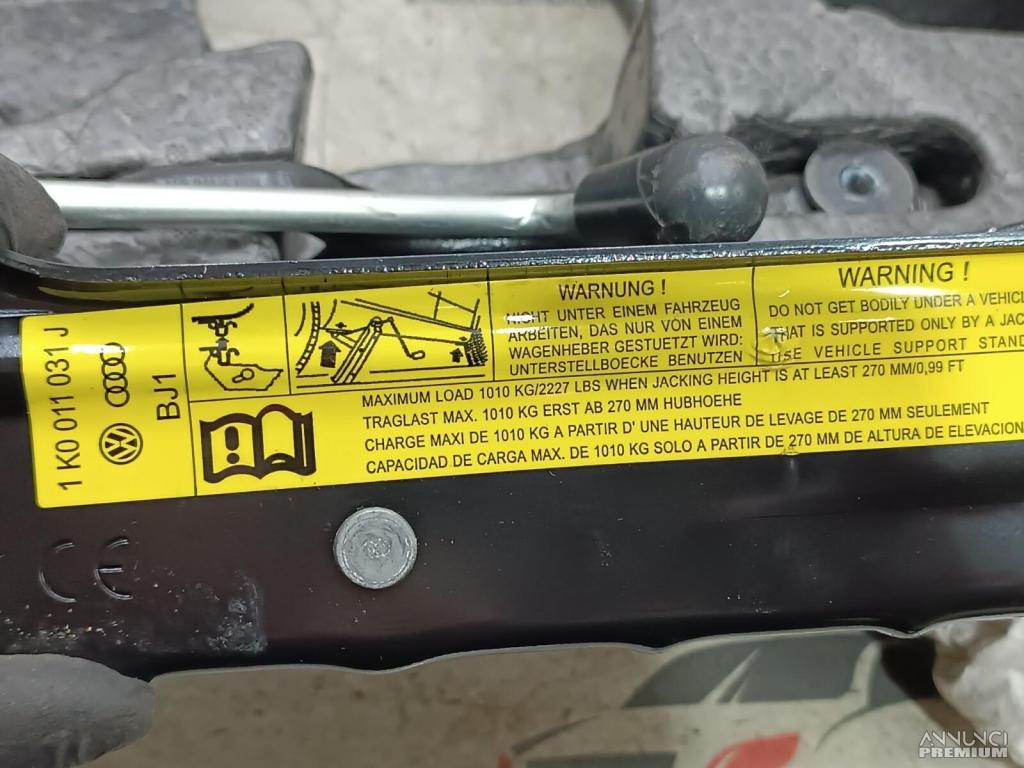 1 K0 011 031 J
BJ1
WARNUNG !
NICHT UNTER EINEM FAHRZEUG
ARBEITEN, DAS NUR VON EINEM
WAGENHEBER GESTUETZT WIRD:
UNTERSTELLBOECKE BENUTZEN
WARNING !
DO NOT GET BODILY UNDER A VEHICL
THAT IS SUPPORTED ONLY BY A JAC
USE VEHICLE SUPPORT STAND
MAXIMUM LOAD 1010 KG/2227 LBS WHEN JACKING HEIGHT IS AT LEAST 270 MM/0,99 FT
TRAGLAST MAX. 1010 KG ERST AB 270 MM HUBHOEHE
CHARGE MAXI DE 1010 KG A PARTIR D' UNE HAUTEUR DE LEVAGE DE 270 MM SEULEMENT
CAPACIDAD DE CARGA MAX. DE 1010 KG SOLO A PARTIR DE 270 MM DE ALTURA DE ELEVACION
CE
ANNUNCI
PREMIUM